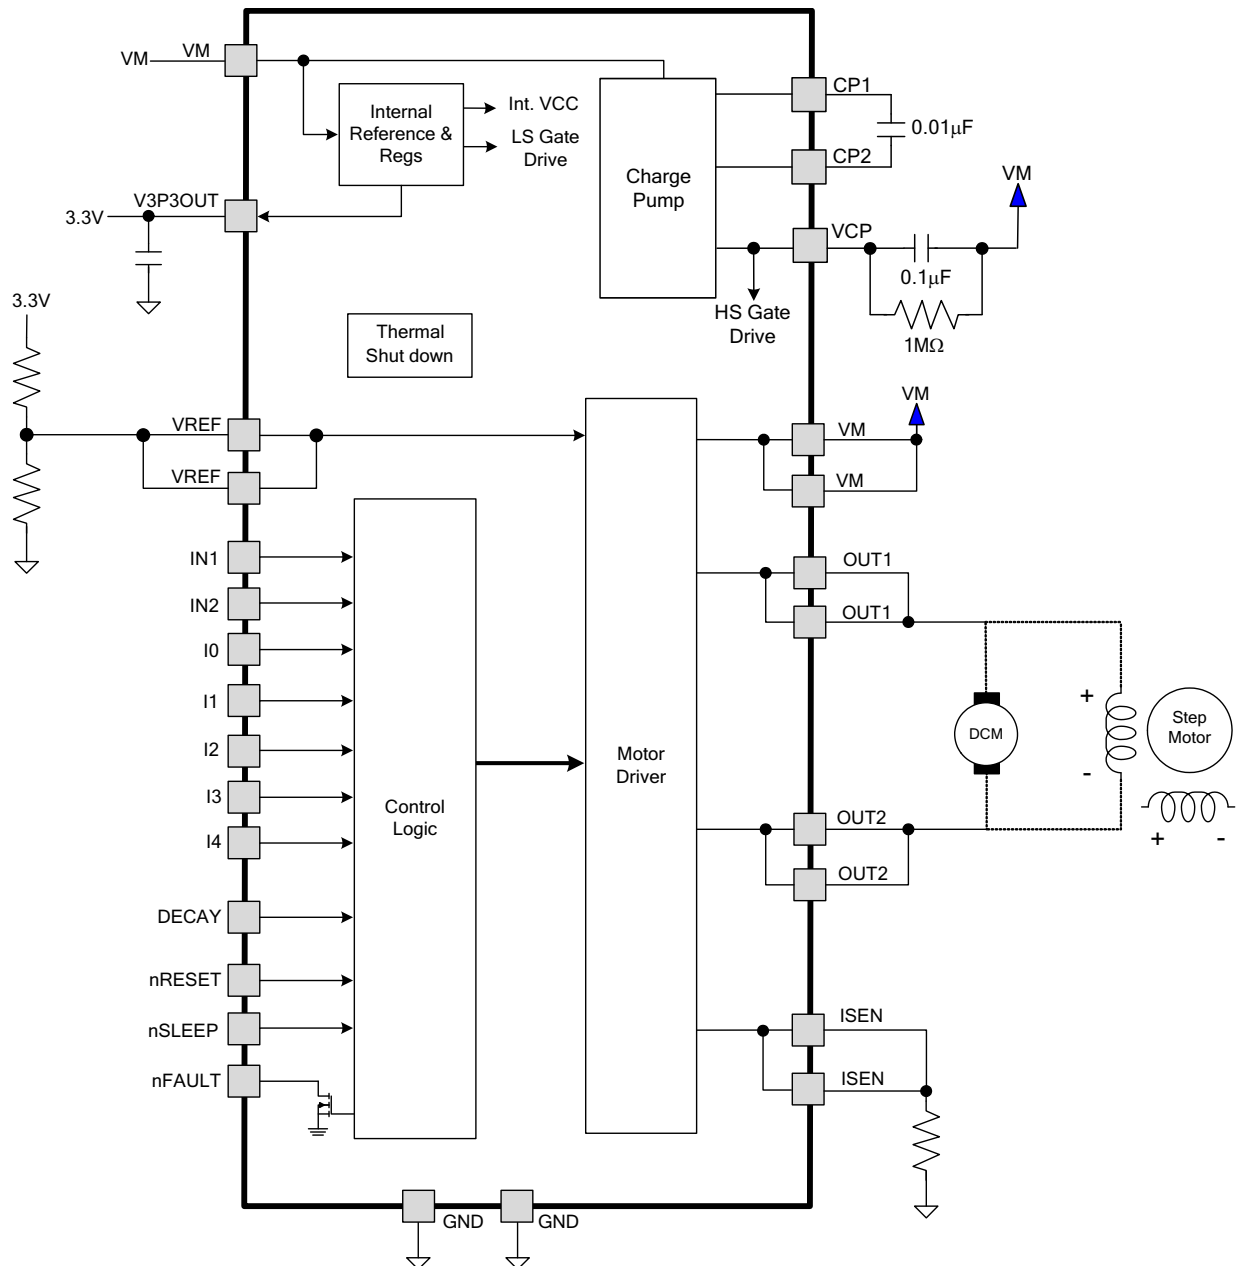 VM
VM
Internal
Reference &
Regs
Int. VCC
LS Gate
Drive
V3P3OUT
3.3V
Charge
Pump
CP1
0.01μF
CP2
VM
VCP
0.1μF
1MΩ
HS Gate
Drive
3.3V
Thermal
Shut down
VREF
VREF
VM
VM
VM
IN1
IN2
I0
I1
I2
I3
I4
DECAY
nRESET
nSLEEP
nFAULT
Control
Logic
Motor
Driver
OUT1
OUT1
DCM
+
-
Step
Motor
+
-
OUT2
OUT2
ISEN
ISEN
GND
GND